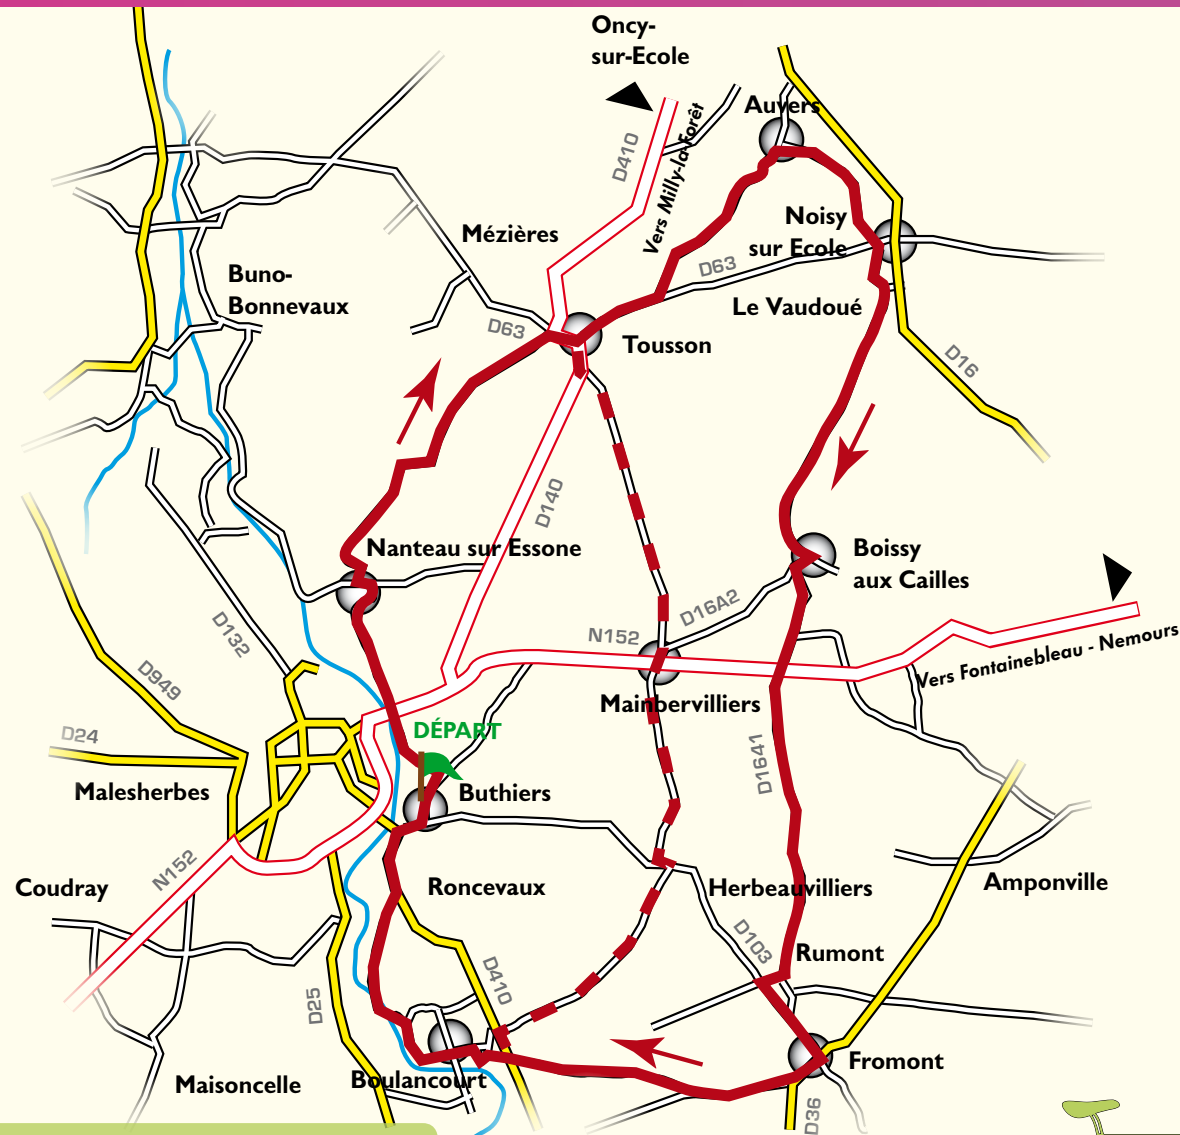 Oncy-
sur-Ecole
Auvers
D410
Vers Milly-la-Forêt
Mézières
Noisy
sur Ecole
D63
Buno-
Bonnevaux
Le Vaudoué
D63
Tousson
D16
D140
Nanteau sur Essone
Boissy
aux Cailles
D16A2
D132
N152
Vers Fontainebleau - Nemours
D949
Mainbervilliers
DÉPART
D24
D1641
Malesherbes
Buthiers
N152
Coudray
Roncevaux
Herbeauvilliers
Amponville
D103
Rumont
D410
D25
Fromont
Maisoncelle
Boulancourt
D36